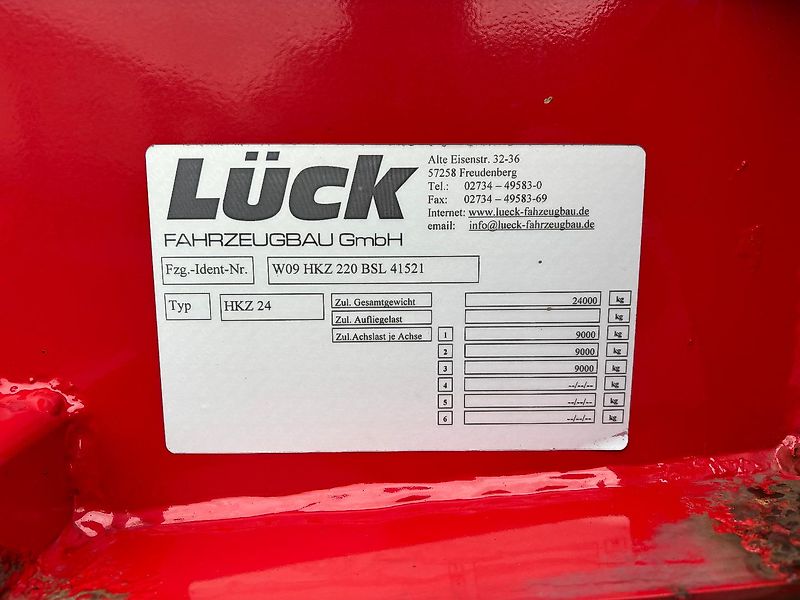 LÜCK
FAHRZEUGBAU GmbH
Alte Eisenstr. 32-36
57258 Freudenberg
Tel.: 02734 – 49583-0
Fax: 02734 – 49583-69
Internet: www.lueck-fahzeugbau.de
email: info@lueck-fahrzeugbau.de
Fzg.-Ident-Nr. W09 HKZ 220 BSL 41521
Typ HKZ 24
Zul. Gesamtgewicht 24000 kg
Zul. Aufliegelast kg
Zul.Achslast je Achse 1 9000 kg
2 9000 kg
3 9000 kg
4 --/--/-- kg
5 --/--/-- kg
6 --/--/-- kg